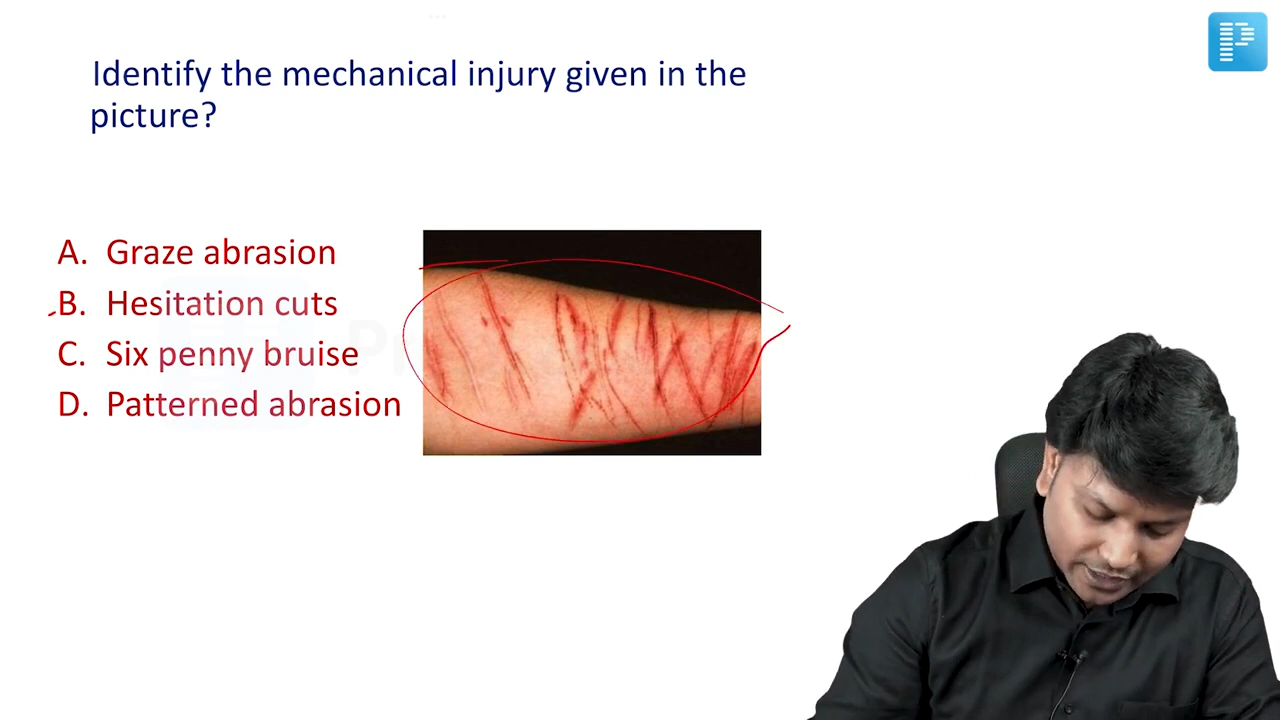 Identify the mechanical injury given in the
picture?
A. Graze abrasion
B. Hesitation cuts
C. Six penny bruise
D. Patterned abrasion